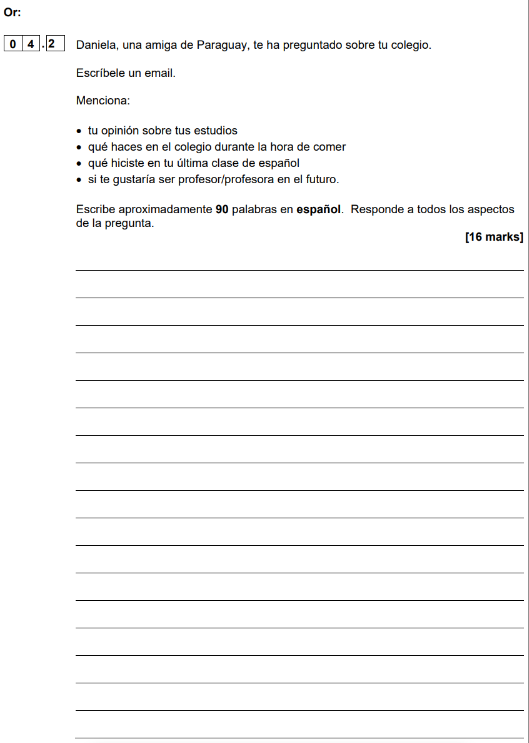 Or:
0 4 . 2 Daniela, una amiga de Paraguay, te ha preguntado sobre tu colegio.
Escríbele un email.
Menciona:
• tu opinión sobre tus estudios
• qué haces en el colegio durante la hora de comer
• qué hiciste en tu última clase de español
• si te gustaría ser profesor/profesora en el futuro.
Escribe aproximadamente 90 palabras en español. Responde a todos los aspectos
de la pregunta.
[16 marks]